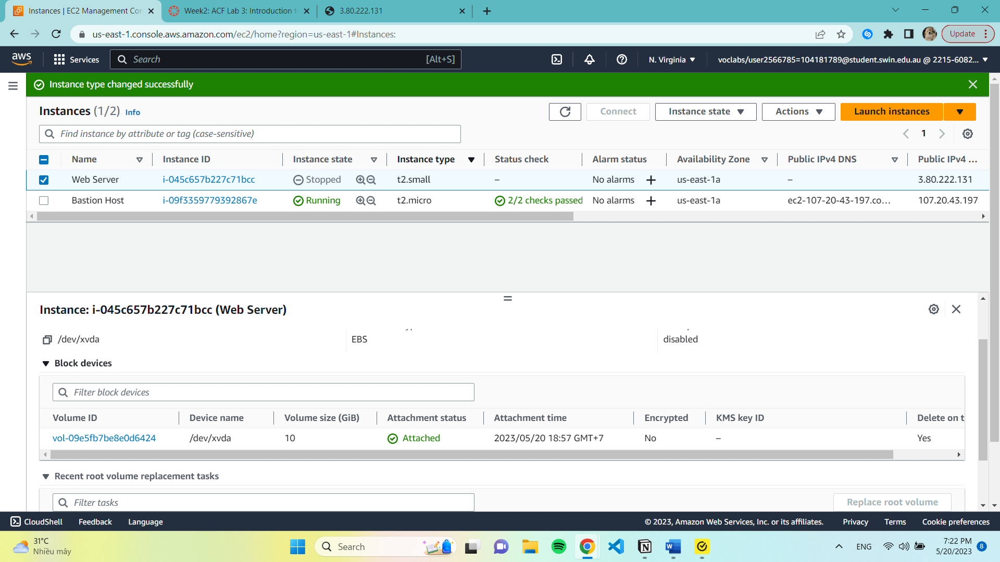 Instances | EC2 Management Con
Week2: ACF Lab 3: Introduction to
3.80.222.131
us-east-1.console.aws.amazon.com/ec2/home?region=us-east-1#Instances:
Update
aws
Services
Search
[Alt+S]
N. Virginia
voclabs/user2566785=104181789@student.swin.edu.au @ 2215-6082...
Instance type changed successfully
Instances (1/2) Info
Connect
Instance state
Actions
Launch instances
Find instance by attribute or tag (case-sensitive)
1
Name Instance ID Instance state Instance type Status check Alarm status Availability Zone Public IPv4 DNS Public IPv4 ...
Web Server i-045c657b227c71bcc Stopped t2.small – No alarms + us-east-1a – 3.80.222.131
Bastion Host i-09f3359779392867e Running t2.micro 2/2 checks passed No alarms + us-east-1a ec2-107-20-43-197.co... 107.20.43.197
Instance: i-045c657b227c71bcc (Web Server)
/dev/xvda EBS disabled
Block devices
Filter block devices
Volume ID Device name Volume size (GiB) Attachment status Attachment time Encrypted KMS key ID Delete on t
vol-09e5fb7be8e0d6424 /dev/xvda 10 Attached 2023/05/20 18:57 GMT+7 No – Yes
Recent root volume replacement tasks
Filter tasks
Replace root volume
CloudShell Feedback Language
© 2023, Amazon Web Services, Inc. or its affiliates. Privacy Terms Cookie preferences
31°C
Nhiều mây
Search
ENG
7:22 PM
5/20/2023
8